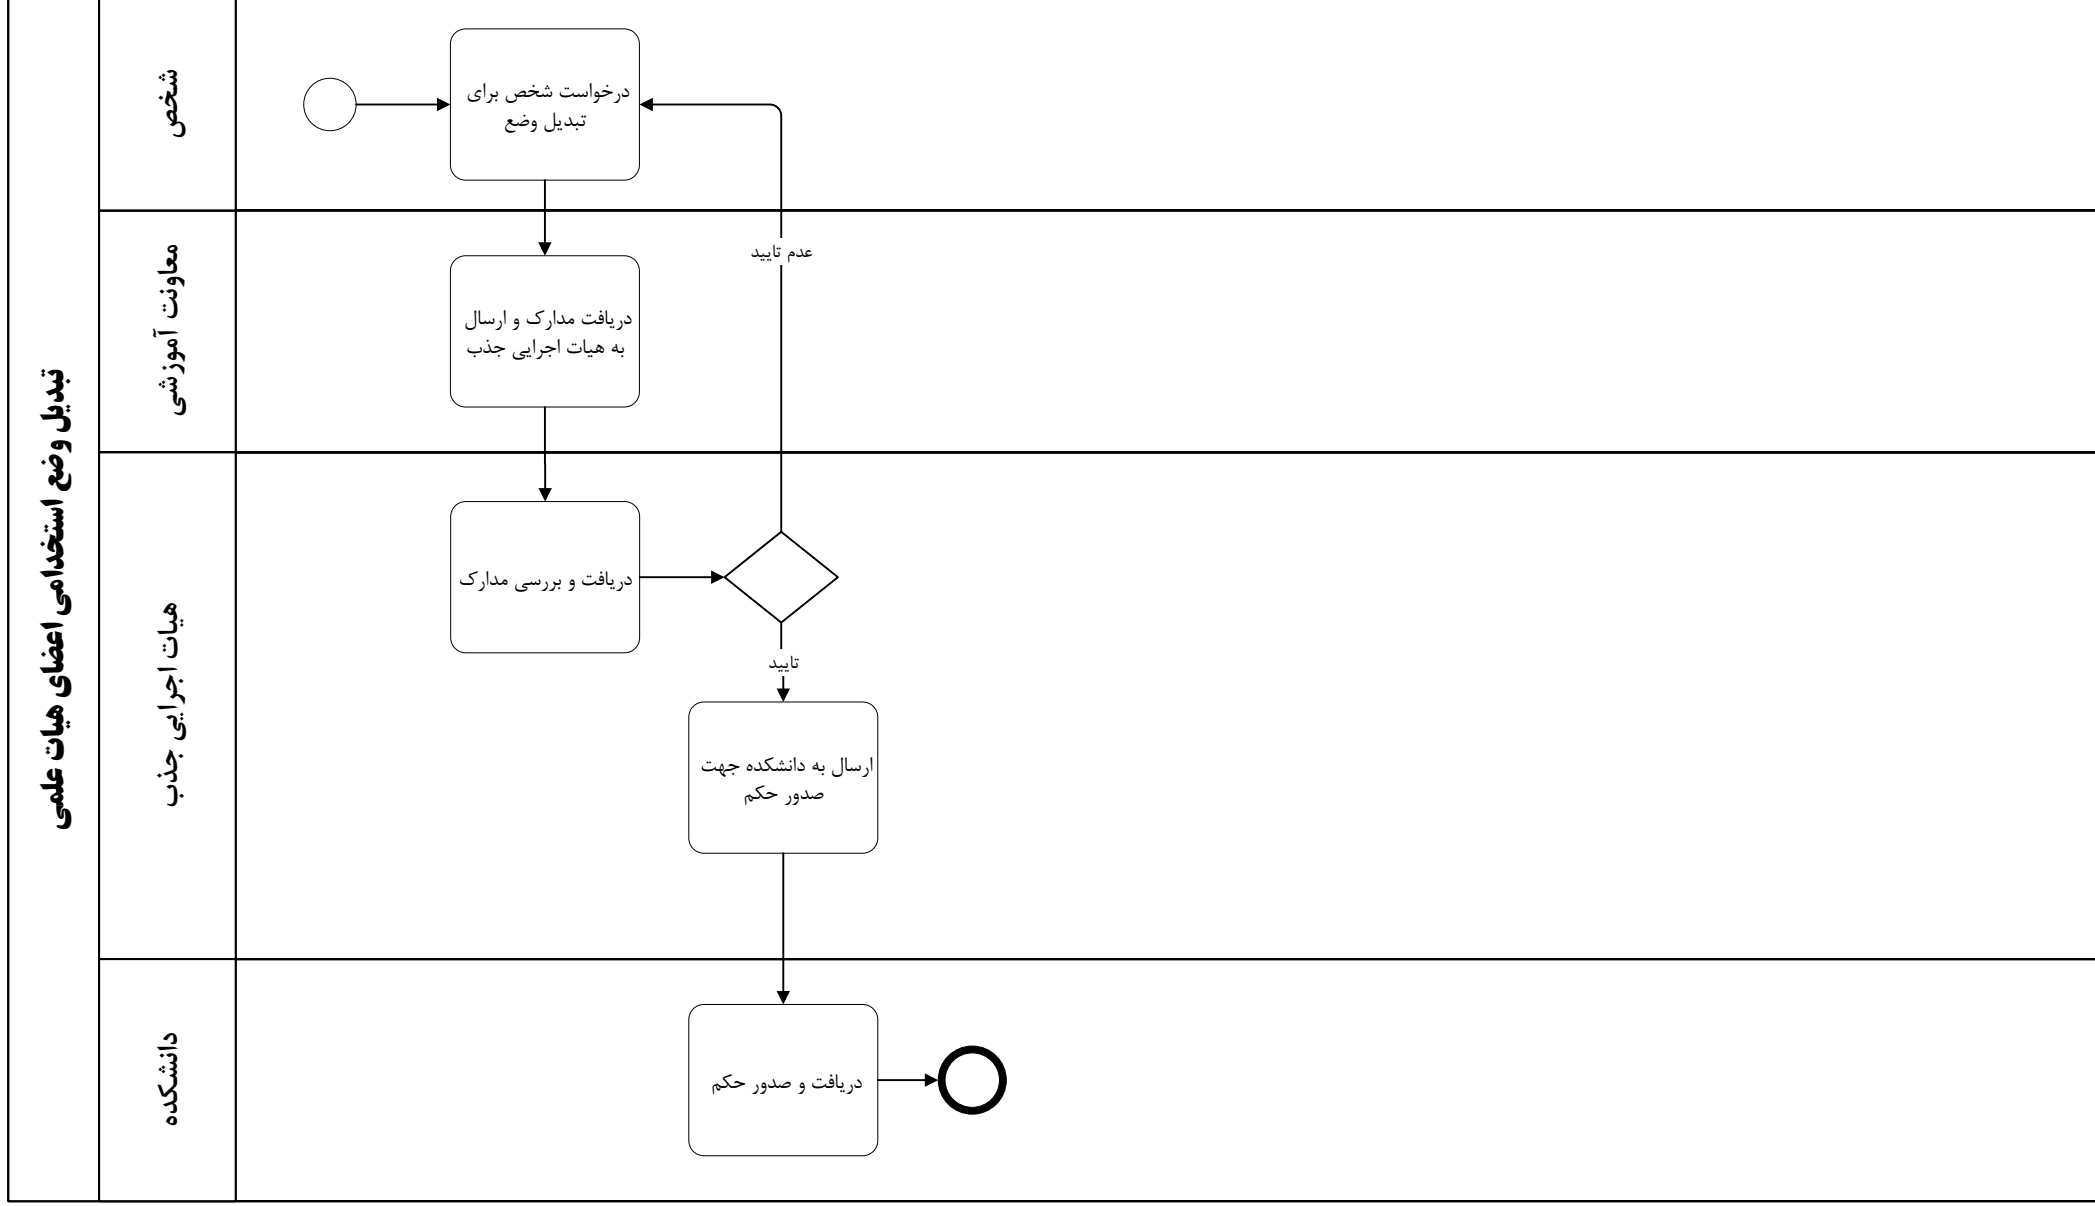 تبدیل وضع استخدامی اعضای هیات علمی
شخص
درخواست شخص برای
تبدیل وضع
معاونت آموزشی
عدم تایید
دریافت مدارک و ارسال
به هیات اجرایی جذب
هیات اجرایی جذب
دریافت و بررسی مدارک
تایید
ارسال به دانشکده جهت
صدور حکم
دانشکده
دریافت و صدور حکم